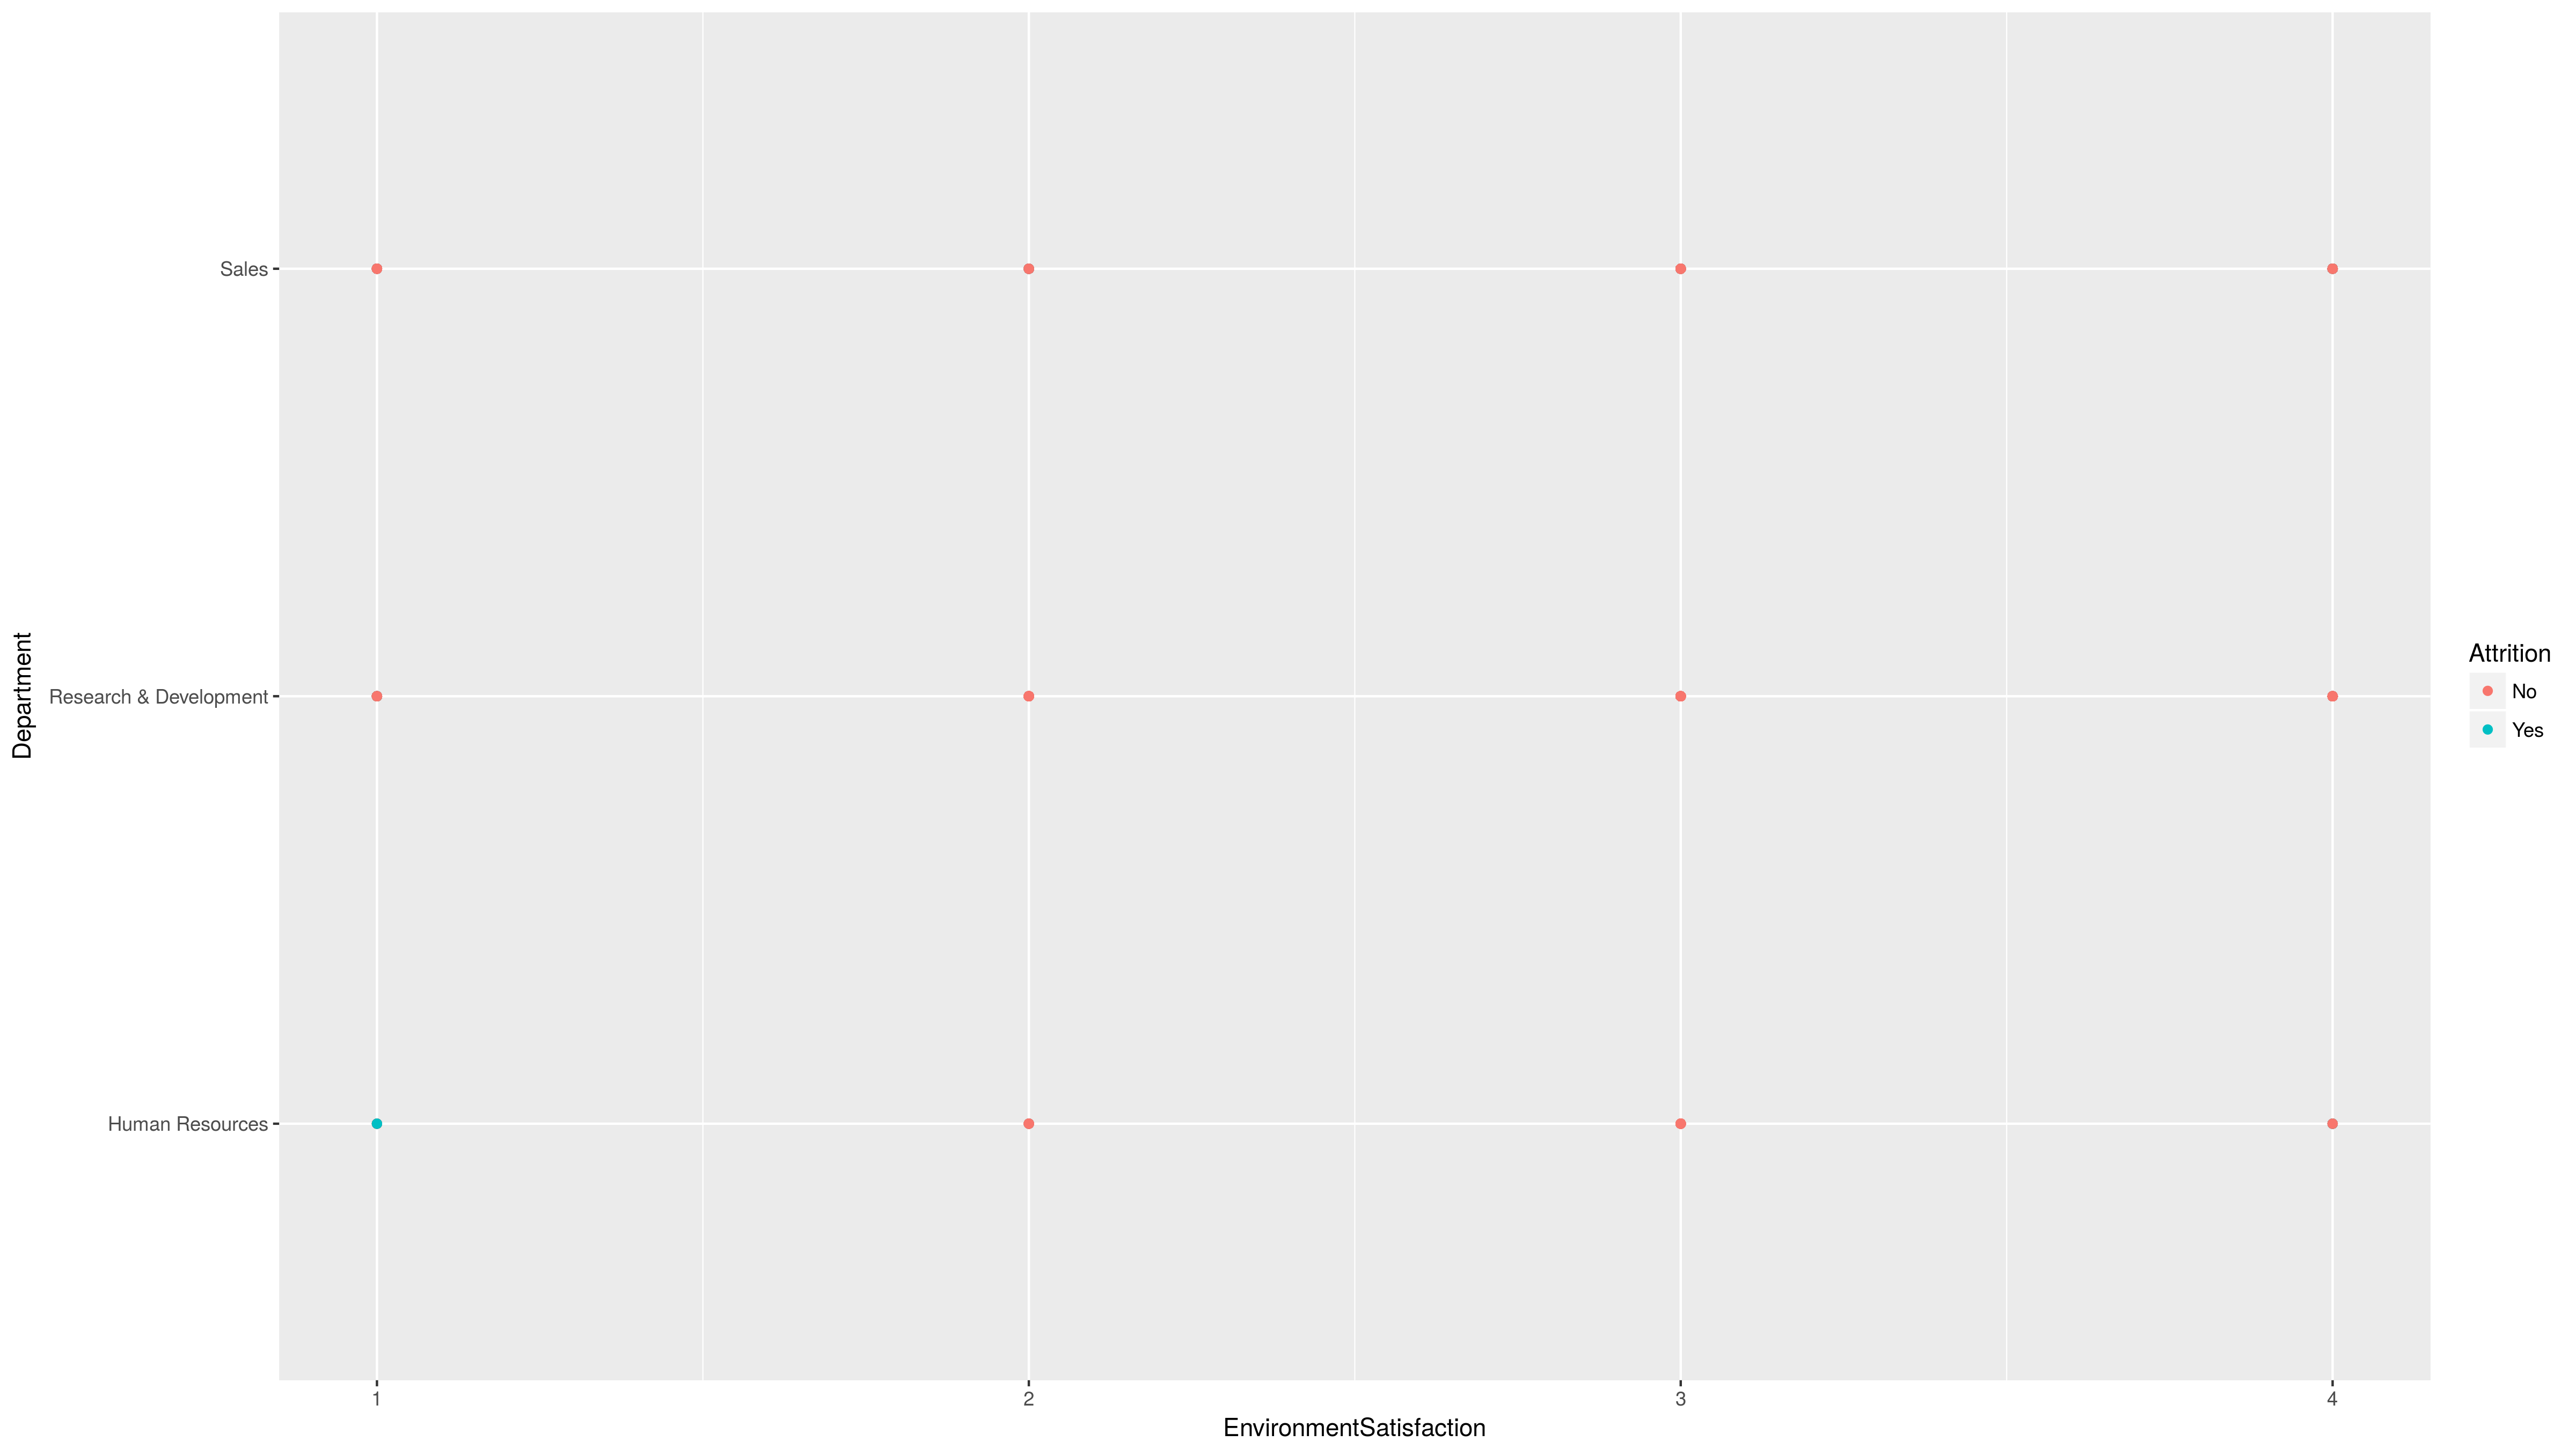 Sales
Research & Development
Human Resources
Department
1
2
3
4
EnvironmentSatisfaction
Attrition
No
Yes